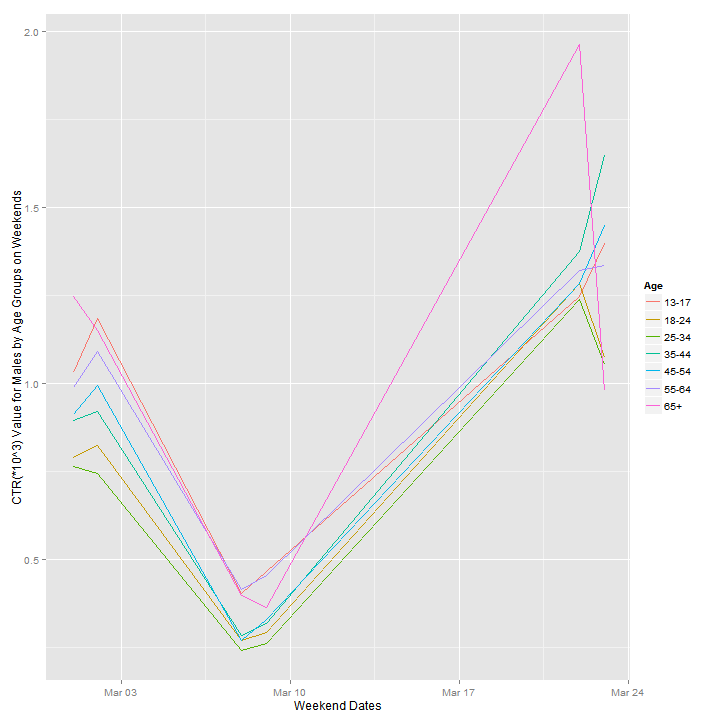 CTR(*10^3) Value for Males by Age Groups on Weekends
2.0
1.5
1.0
0.5
Mar 03
Mar 10
Mar 17
Mar 24
Weekend Dates
Age
13-17
18-24
25-34
35-44
45-54
55-64
65+